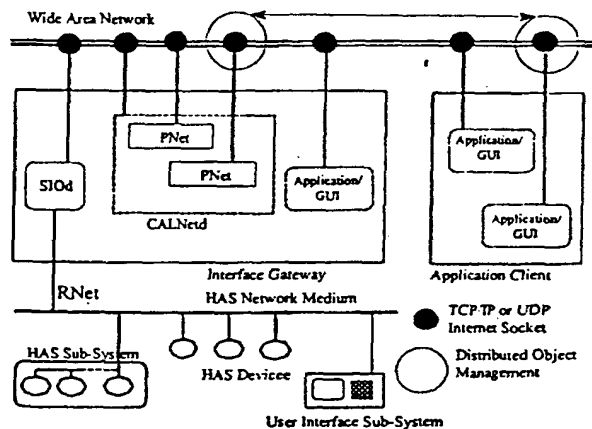 Wide Area Network
PNet
PNet
SIOd
Application/
GUI
CALNetd
Interface Gateway
Application/
GUI
Application/
GUI
Application Client
RNet
HAS Network Medium
TCP-IP or UDP
Internet Socket
HAS Sub-System
HAS Devicee
Distributed Object
Management
User Interface Sub-System